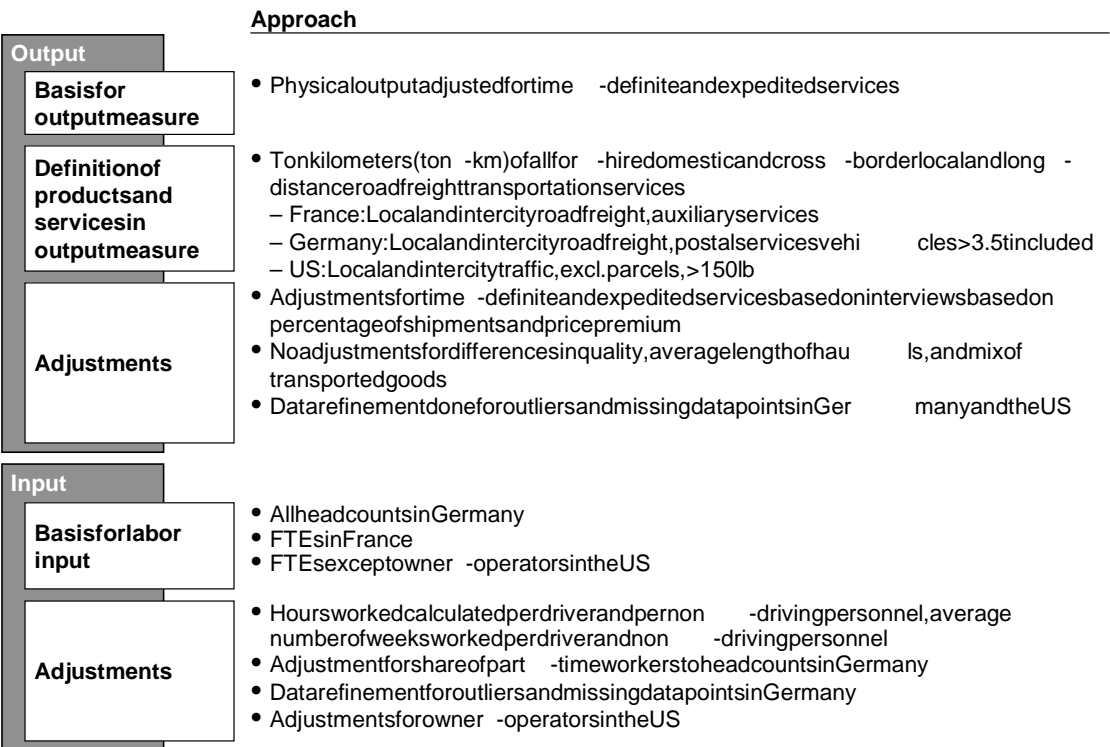 Approach
Output
Basisfor
outputmeasure
• Physicaloutputadjustedfortime -definiteandexpeditedservices
Definitionof
productsand
servicesin
outputmeasure
• Tonkilometers(ton -km)ofallfor -hiredomesticandcross -borderlocalandlong -
distanceroadfreighttransportationservices
– France:Localandintercityroadfreight,auxiliaryservices
– Germany:Localandintercityroadfreight,postalservicesvehi cles>3.5tincluded
– US:Localandintercitytraffic,excl.parcels,>150lb
Adjustments
• Adjustmentsfortime -definiteandexpeditedservicesbasedoninterviewsbasedon
percentageofshipmentsandpricepremium
• Noadjustmentsfordifferencesinquality,averagelengthofhau ls,andmixof
transportedgoods
• DatarefinementdoneforoutliersandmissingdatapointsinGer manyandtheUS
Input
Basisforlabor
input
• AllheadcountsinGermany
• FTEsinFrance
• FTEsexceptowner -operatorsintheUS
Adjustments
• Hoursworkedcalculatedperdriverandpernon -drivingpersonnel,average
numberofweeksworkedperdriverandnon -drivingpersonnel
• Adjustmentforshareofpart -timeworkerstoheadcountsinGermany
• DatarefinementforoutliersandmissingdatapointsinGermany
• Adjustmentsforowner -operatorsintheUS